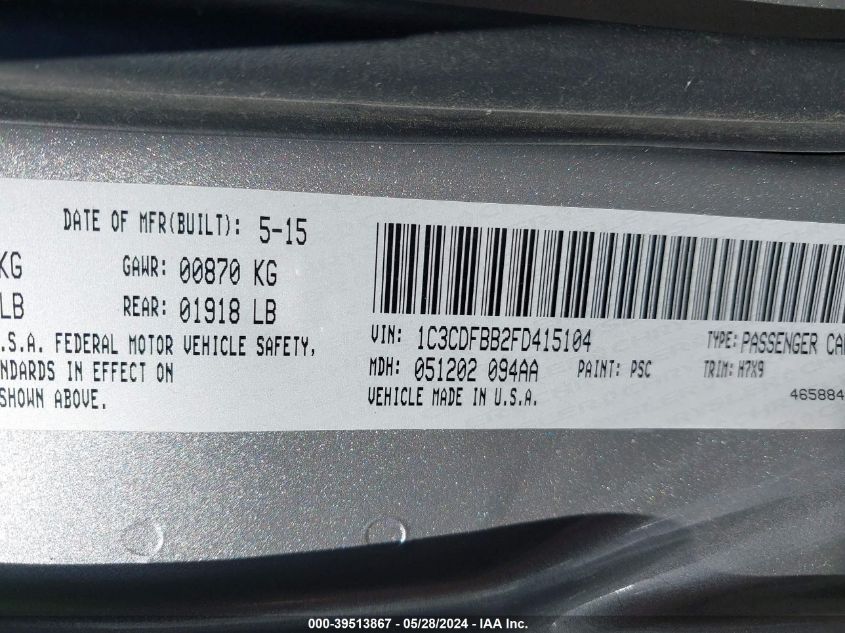 DATE OF MFR(BUILT): 5-15
KG GAWR: 00870 KG
LB REAR: 01918 LB
.S.A. FEDERAL MOTOR VEHICLE SAFETY,
NDARDS IN EFFECT ON
SHOWN ABOVE.
VIN: 1C3CDFBB2FD415104 TYPE: PASSENGER CA
MDH: 051202 094AA PAINT: PSC TRIM: H7X9
VEHICLE MADE IN U.S.A. 465884
000-39513867 - 05/28/2024 - IAA Inc.